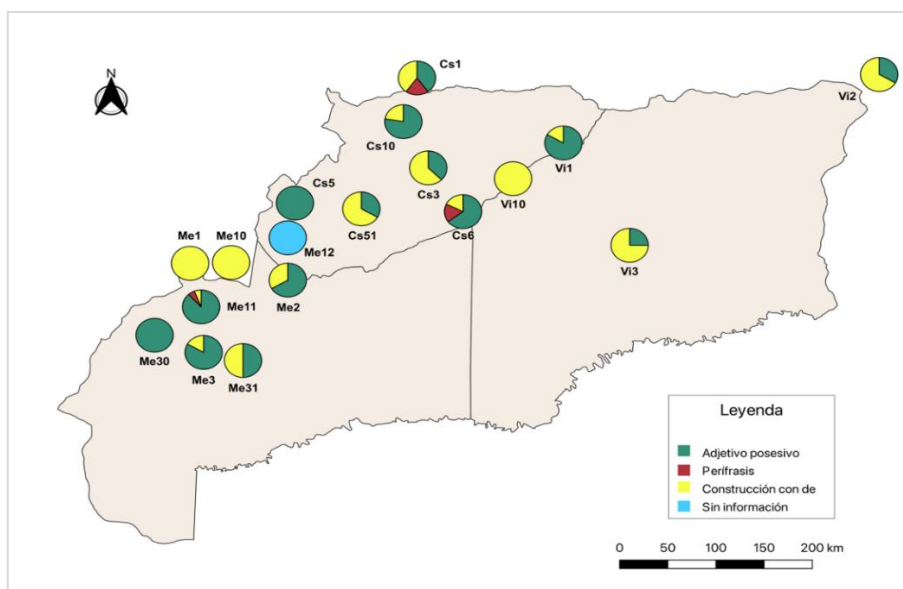 N
Cs1
Vi2
Cs10
Vi1
Cs3
Cs5
Vi10
Cs51
Cs6
Me12
Me1
Me10
Vi3
Me2
Me11
Me30
Me3
Me31
Leyenda
Adjetivo posesivo
Perífrasis
Construcción con de
Sin información
0 50 100 150 200 km